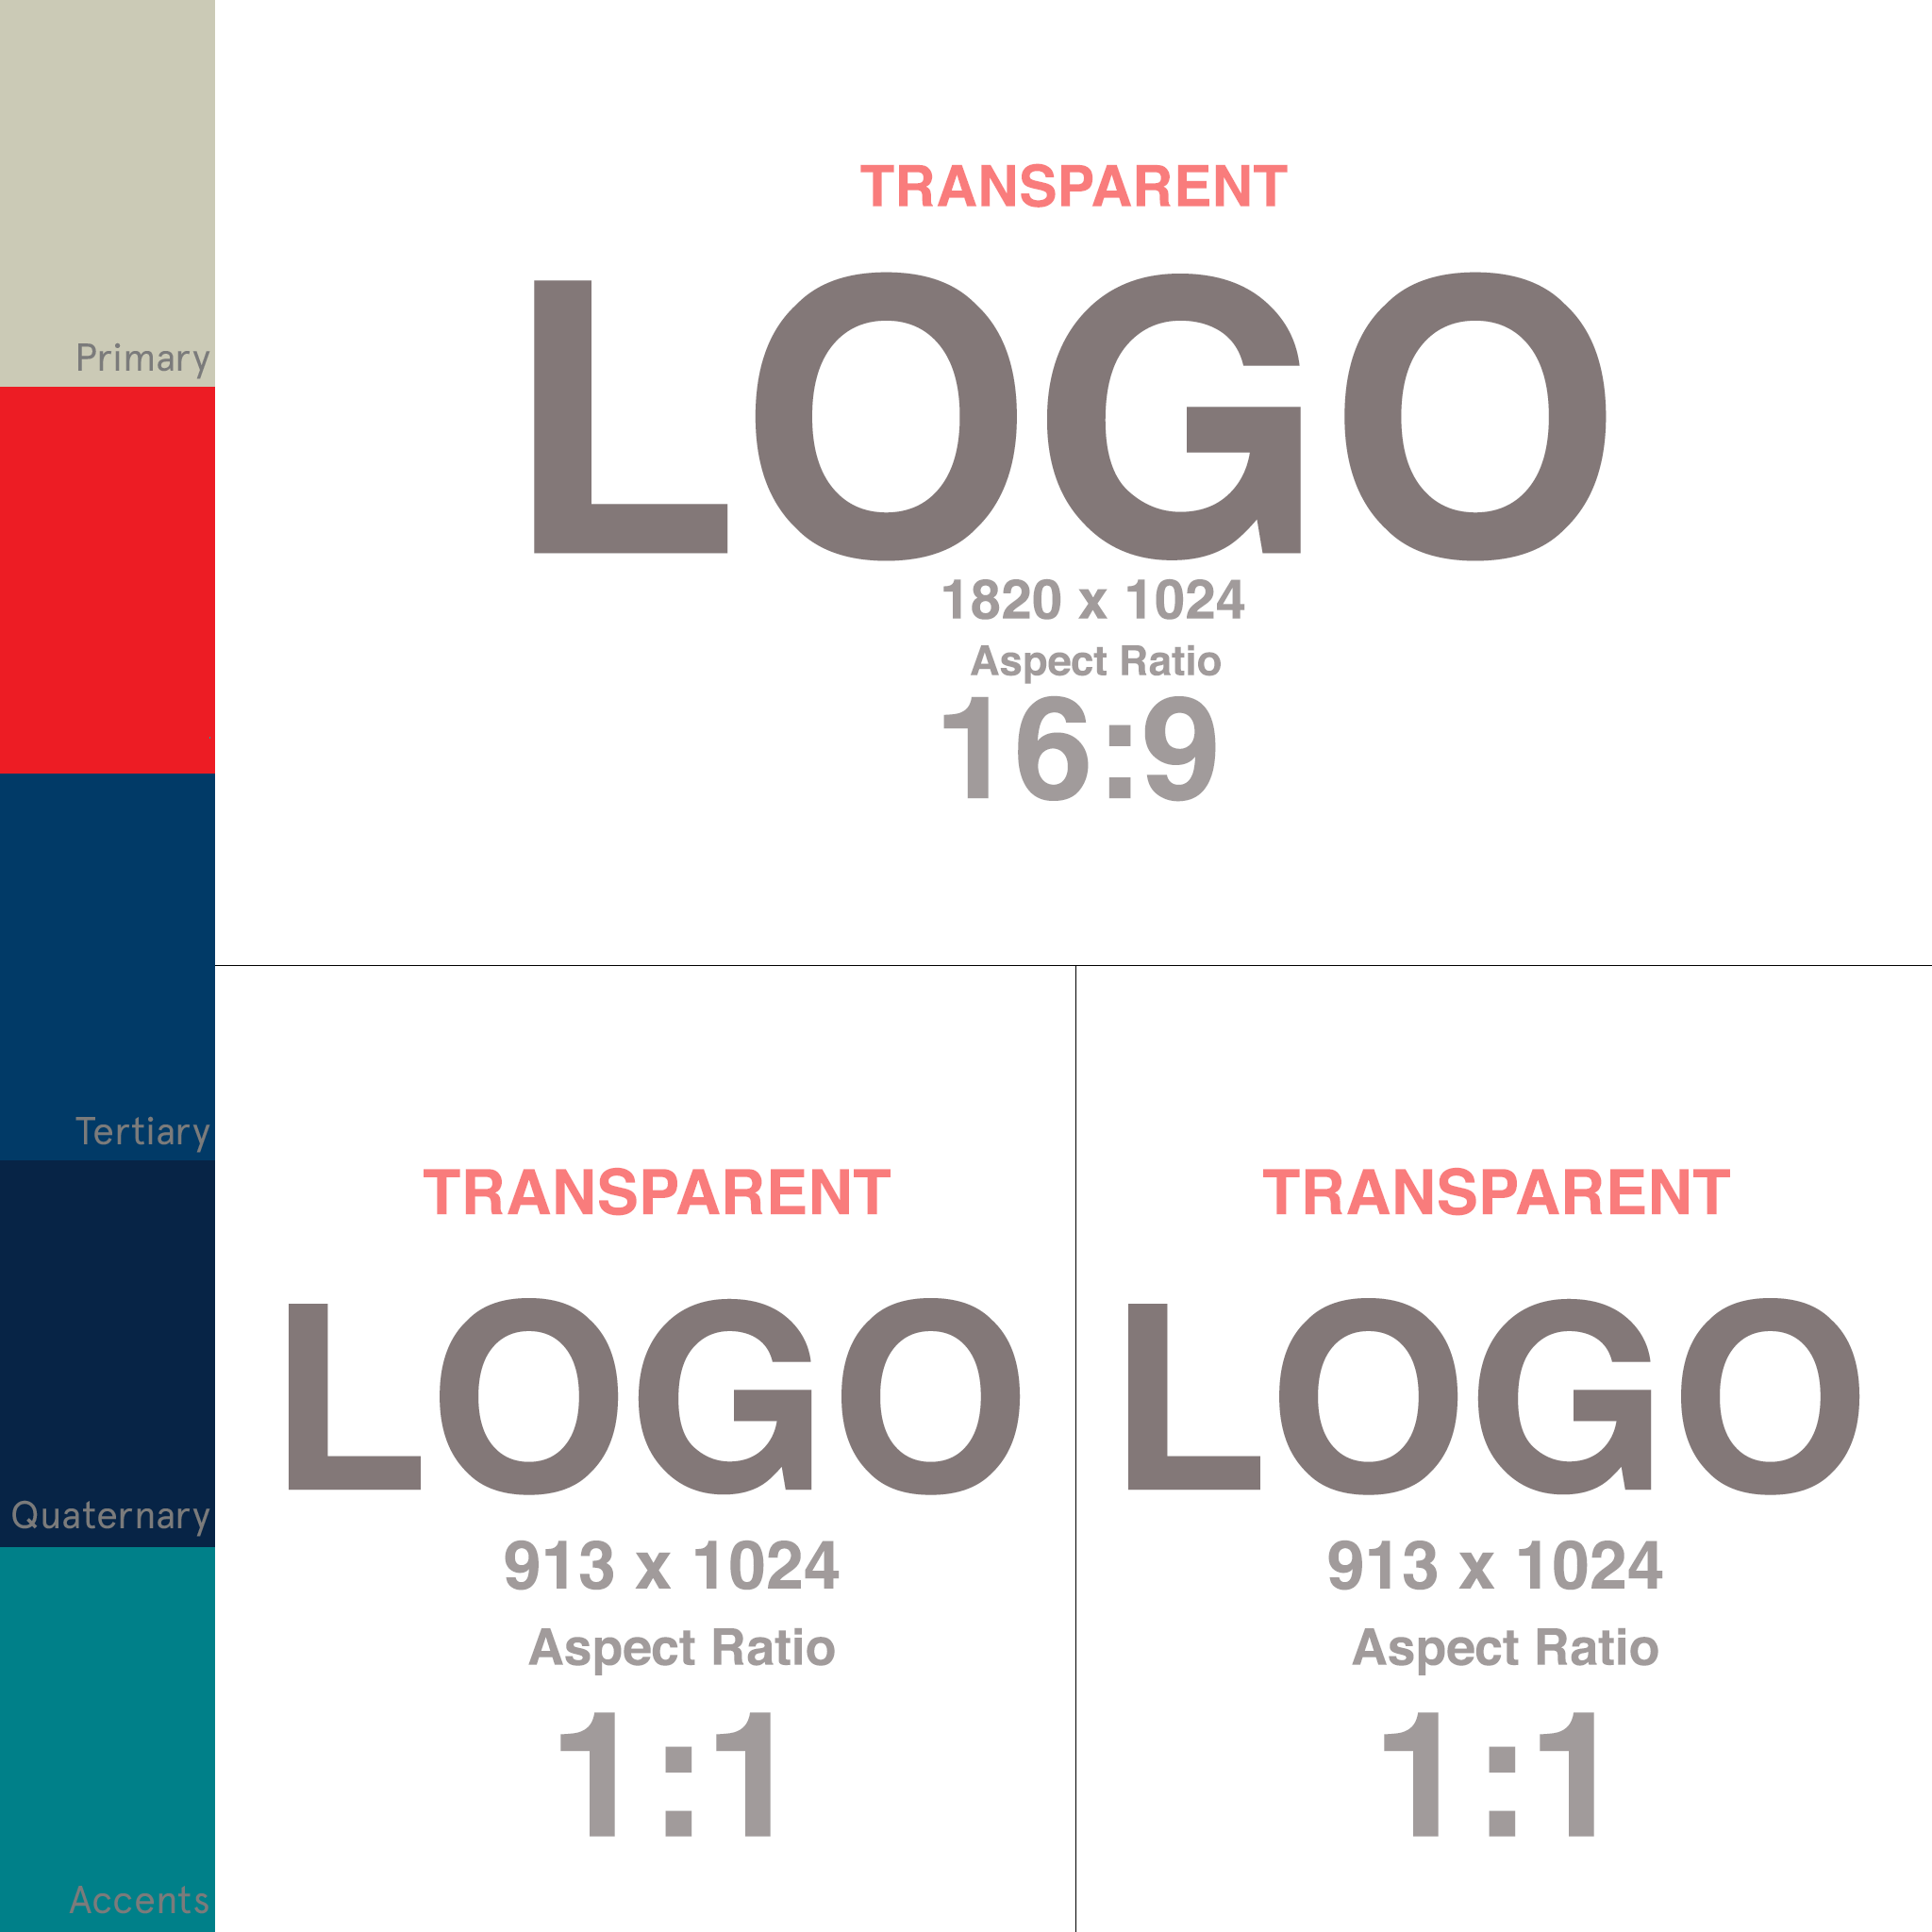 Primary
Tertiary
Quaternary
Accents
TRANSPARENT
LOGO
1820 x 1024
Aspect Ratio
16:9
TRANSPARENT
LOGO
913 x 1024
Aspect Ratio
1:1
TRANSPARENT
LOGO
913 x 1024
Aspect Ratio
1:1